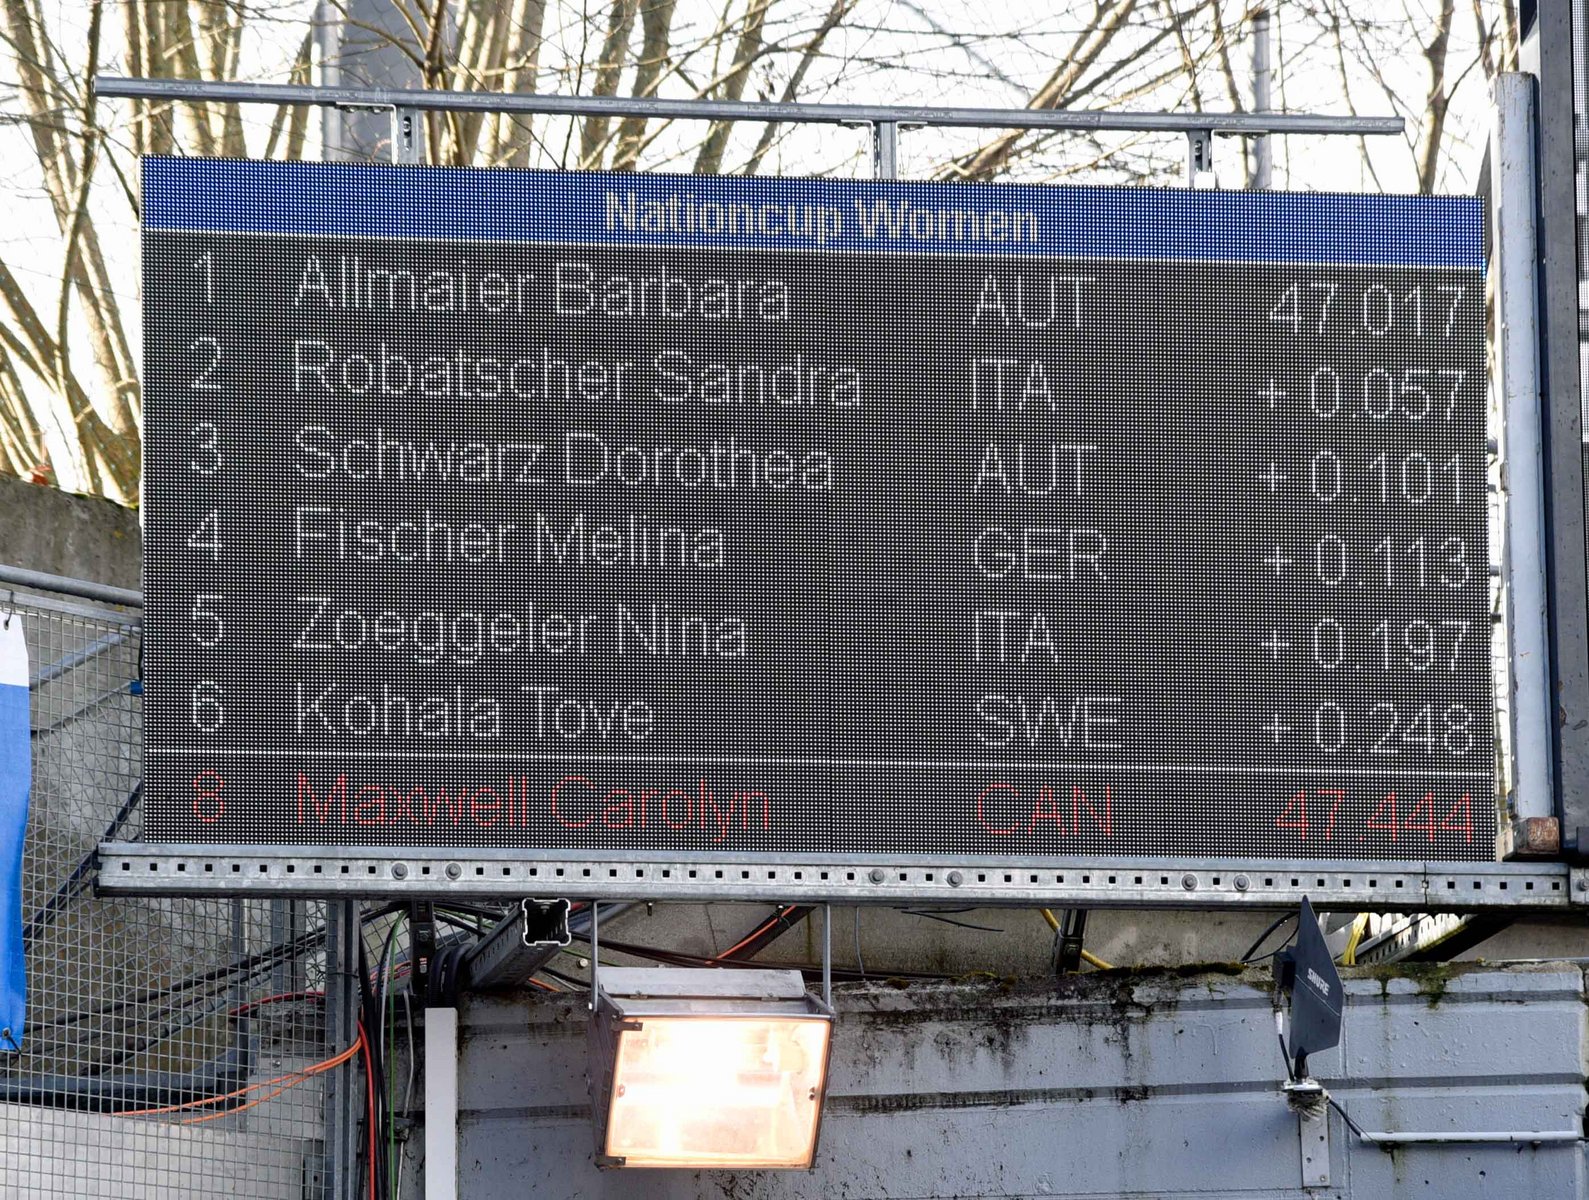 Nationcup Women
1 Allmaier Barbara AUT 47.017
2 Robatscher Sandra ITA + 0.057
3 Schwarz Dorothea AUT + 0.101
4 Fischer Melina GER + 0.113
5 Zoeggeler Nina ITA + 0.197
6 Kohala Tove SWE + 0.248
8 Maxwell Carolyn CAN 47.444
SHURE